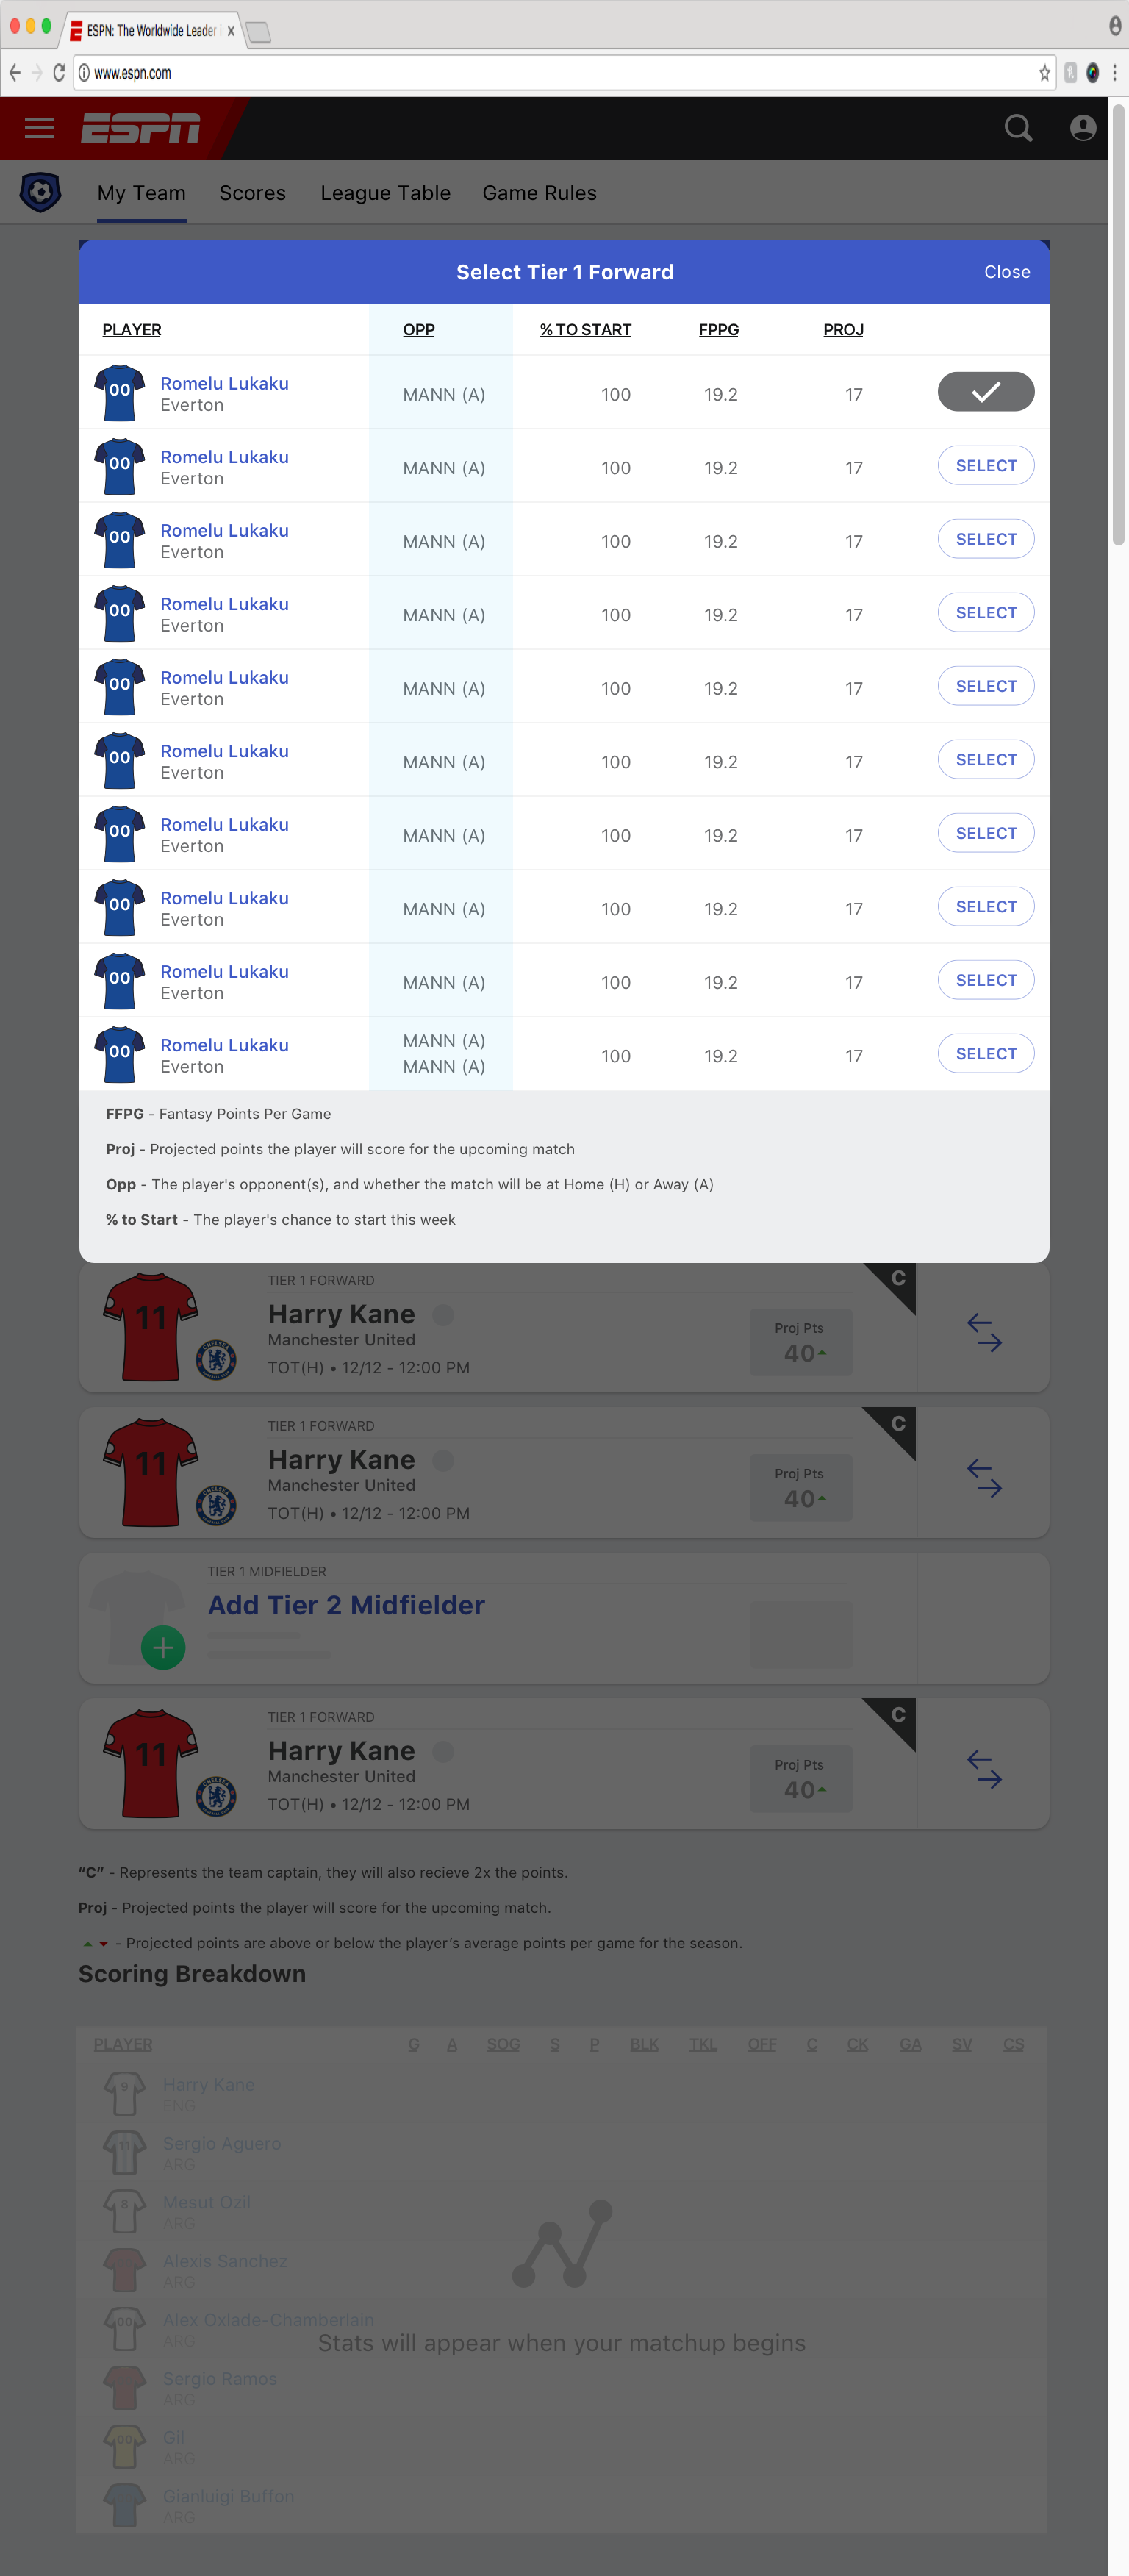 ESPN: The Worldwide Leader i
www.espn.com
ESPN
My Team Scores League Table Game Rules
Select Tier 1 Forward Close
PLAYER OPP % TO START FPPG PROJ
00 Romelu Lukaku MANN (A) 100 19.2 17
Everton
00 Romelu Lukaku MANN (A) 100 19.2 17 SELECT
Everton
00 Romelu Lukaku MANN (A) 100 19.2 17 SELECT
Everton
00 Romelu Lukaku MANN (A) 100 19.2 17 SELECT
Everton
00 Romelu Lukaku MANN (A) 100 19.2 17 SELECT
Everton
00 Romelu Lukaku MANN (A) 100 19.2 17 SELECT
Everton
00 Romelu Lukaku MANN (A) 100 19.2 17 SELECT
Everton
00 Romelu Lukaku MANN (A) 100 19.2 17 SELECT
Everton
00 Romelu Lukaku MANN (A) 100 19.2 17 SELECT
Everton
00 Romelu Lukaku MANN (A) 100 19.2 17 SELECT
Everton MANN (A)
FFPG - Fantasy Points Per Game
Proj - Projected points the player will score for the upcoming match
Opp - The player's opponent(s), and whether the match will be at Home (H) or Away (A)
% to Start - The player's chance to start this week
TIER 1 FORWARD C
11 Harry Kane Proj Pts
Manchester United 40
CHELSEA TOT(H) • 12/12 - 12:00 PM
TIER 1 FORWARD C
11 Harry Kane Proj Pts
Manchester United 40
CHELSEA TOT(H) • 12/12 - 12:00 PM
TIER 1 MIDFIELDER
Add Tier 2 Midfielder
TIER 1 FORWARD C
11 Harry Kane Proj Pts
Manchester United 40
CHELSEA TOT(H) • 12/12 - 12:00 PM
“C” - Represents the team captain, they will also recieve 2x the points.
Proj - Projected points the player will score for the upcoming match.
- Projected points are above or below the player’s average points per game for the season.
Scoring Breakdown
PLAYER G A SOG S P BLK TKL OFF C CK GA SV CS
9 Harry Kane
ENG
11 Sergio Aguero
ARG
8 Mesut Ozil
ARG
Alexis Sanchez
ARG
00 Alex Oxlade-Chamberlain
ARG
Stats will appear when your matchup begins
Sergio Ramos
ARG
00 Gil
ARG
Gianluigi Buffon
ARG